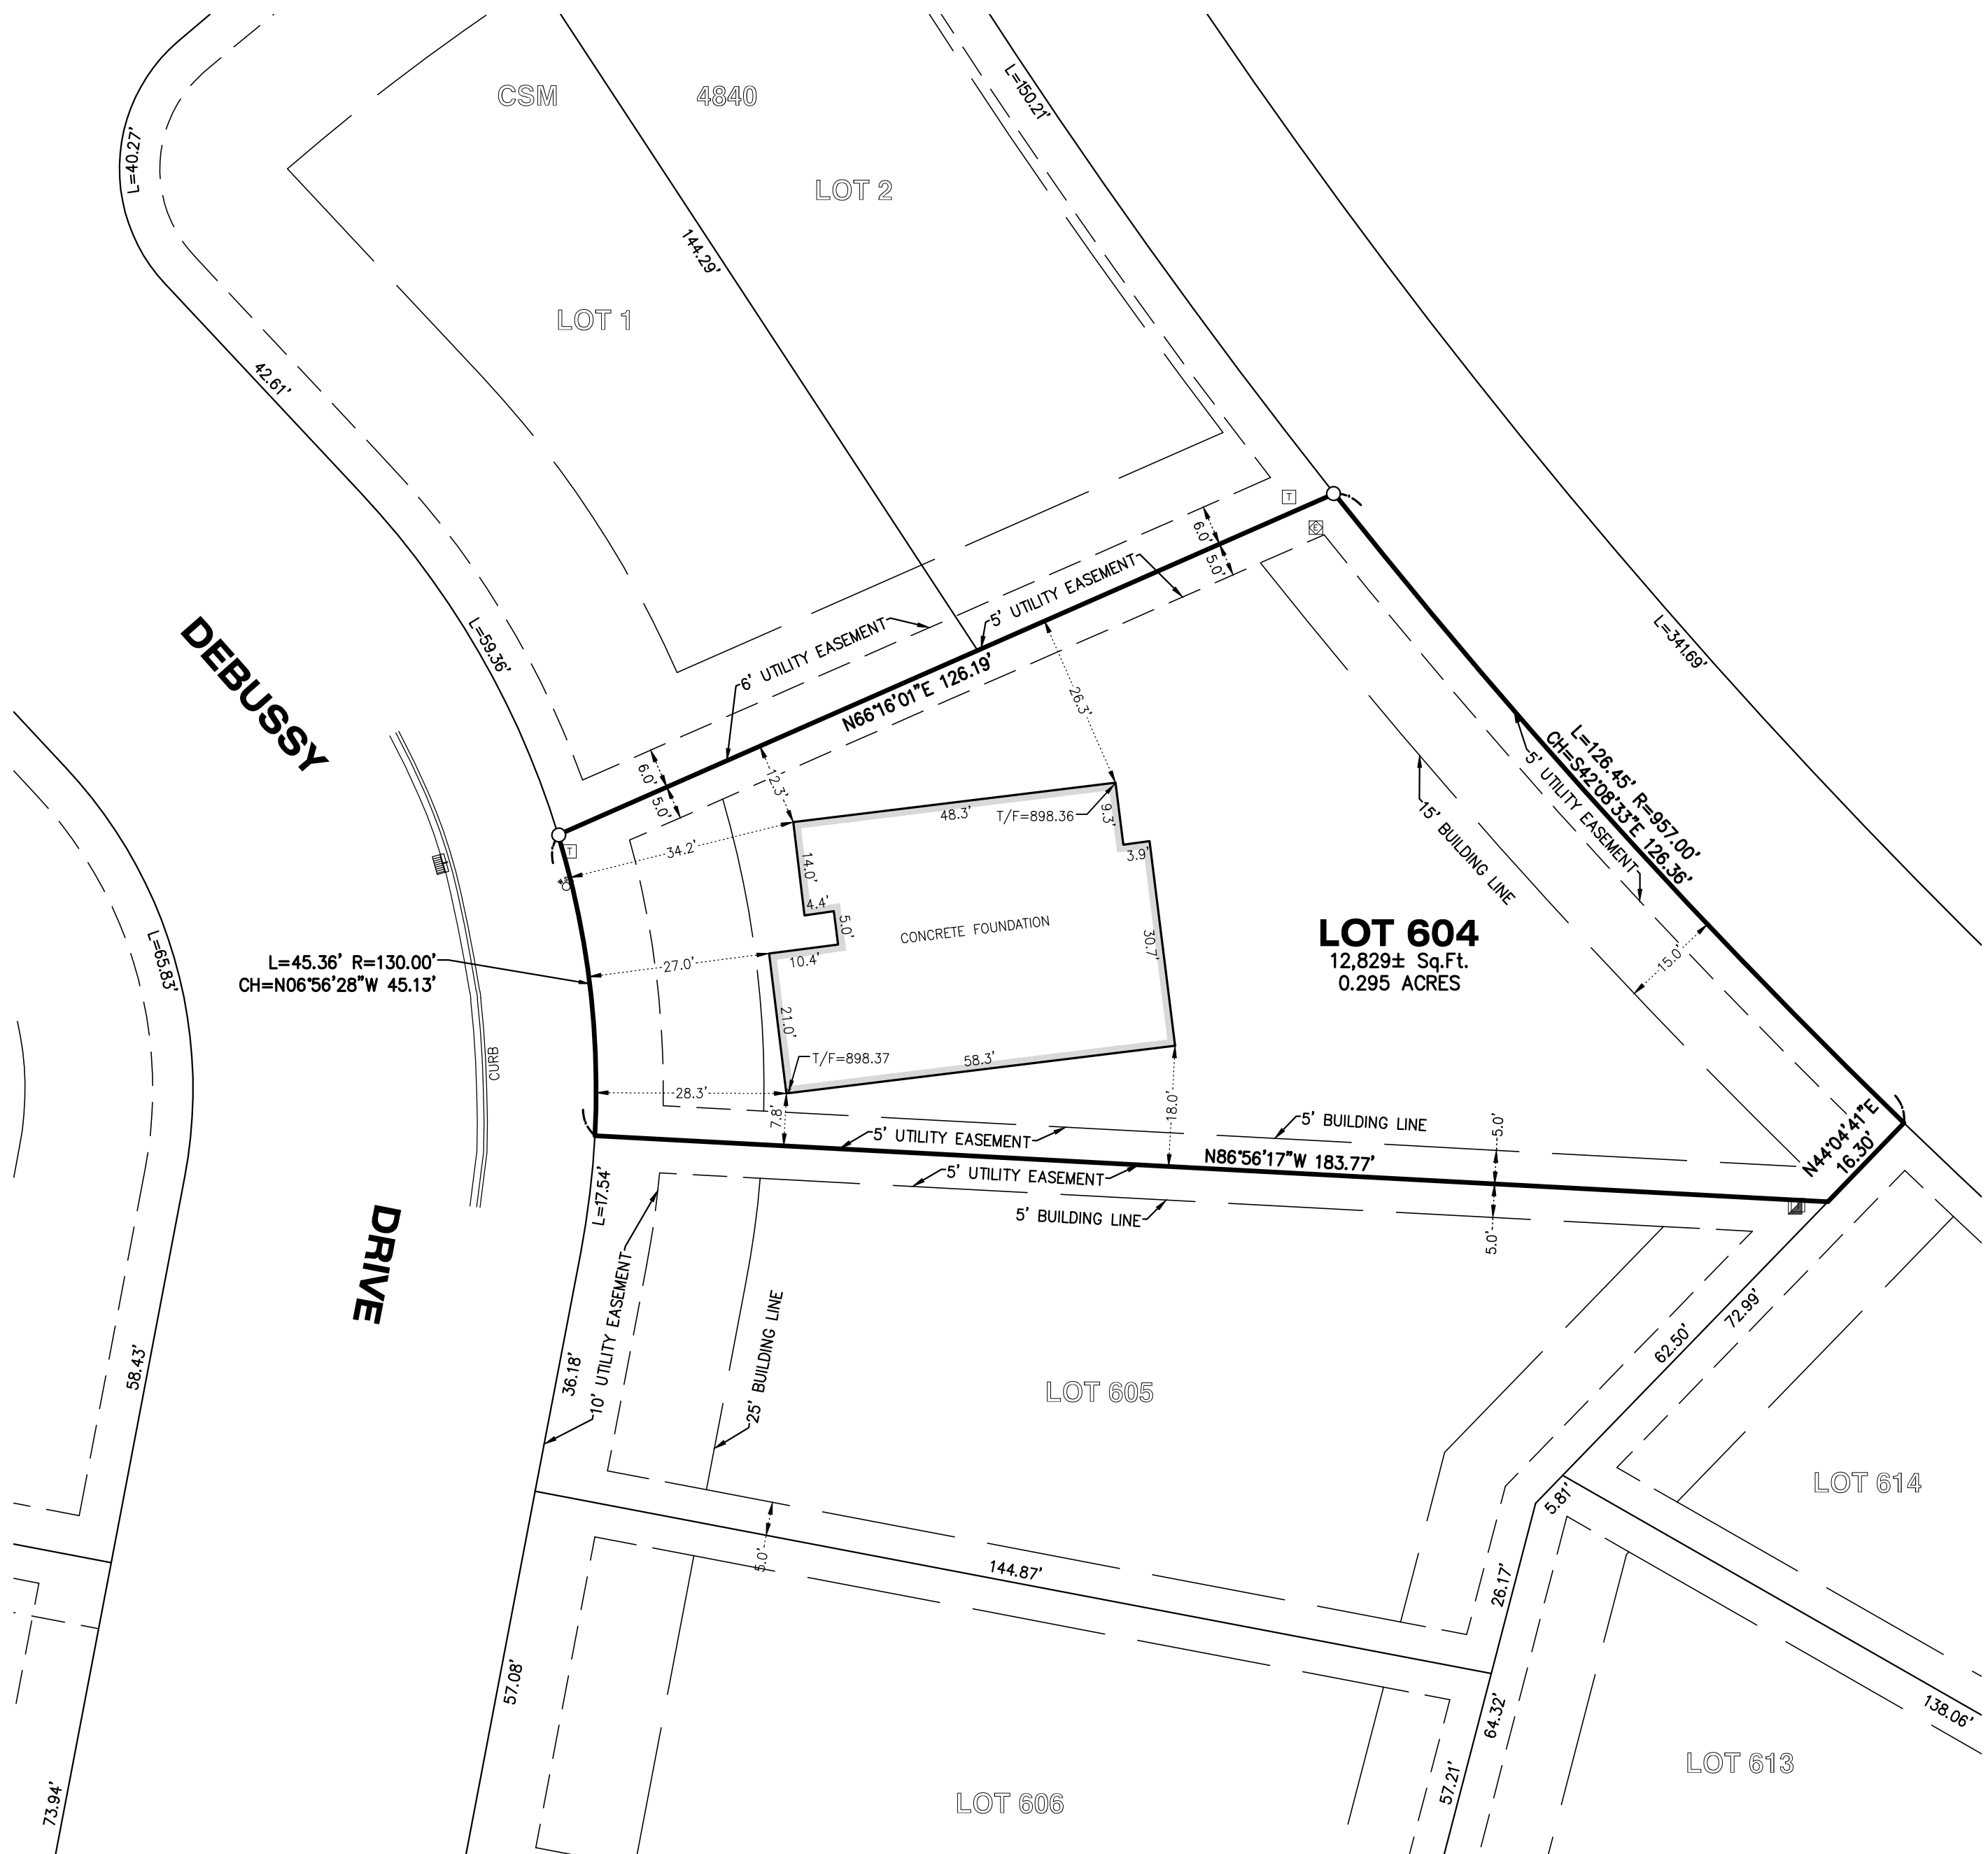 CSM 4840
L=150.21'
L=40.27'
LOT 2
144.29'
LOT 1
42.61'
T
E
6.0'
5.0'
5' UTILITY EASEMENT
6' UTILITY EASEMENT
L=59.36'
L=341.69'
DEBUSSY
N66°16'01"E 126.19'
26.3'
6.0'
5.0'
12.3'
L=126.45' R=957.00'
CH=S42°08'33"E 126.36'
5' UTILITY EASEMENT
15' BUILDING LINE
48.3'
T/F=898.36
9.3'
3.9'
34.2'
T
14.0'
4.4'
5.0'
CONCRETE FOUNDATION
30.7'
LOT 604
12,829± Sq.Ft.
0.295 ACRES
15.0'
L=65.83'
L=45.36' R=130.00'
CH=N06°56'28"W 45.13'
27.0'
10.4'
21.0'
CURB
T/F=898.37
58.3'
28.3'
7.8'
18.0'
5' BUILDING LINE
5.0'
5' UTILITY EASEMENT
N86°56'17"W 183.77'
N44°04'41"E
16.30'
5' UTILITY EASEMENT
5' BUILDING LINE
5.0'
L=17.54'
DRIVE
10' UTILITY EASEMENT
25' BUILDING LINE
36.18'
58.43'
72.99'
62.50'
LOT 605
LOT 614
5.81'
5.0'
144.87'
26.17'
57.08'
64.32'
138.06'
LOT 613
57.21'
73.94'
LOT 606